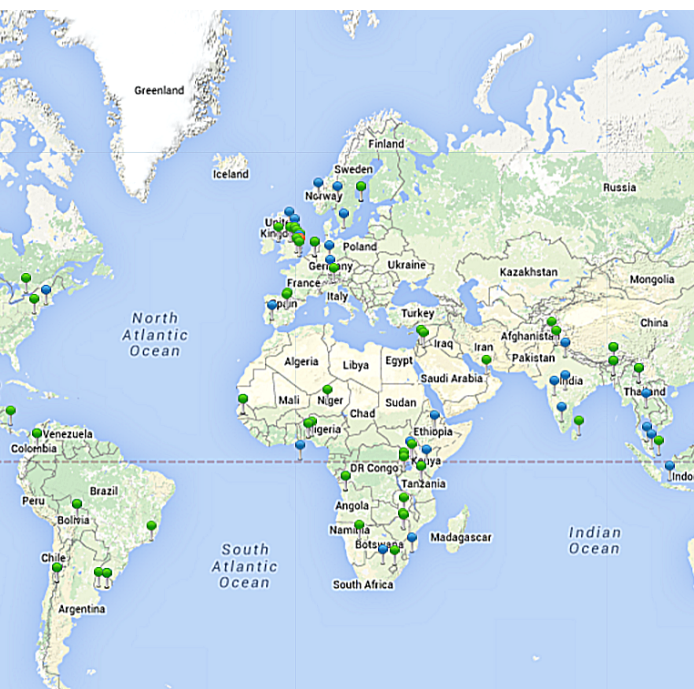 Greenland
Finland
Iceland
Sweden
Norway
Russia
United
Kingdom
Poland
Germany
Ukraine
Kazakhstan
Mongolia
France
Italy
Spain
North
Atlantic
Ocean
Turkey
China
Afghanistan
Iraq
Iran
Pakistan
Algeria
Libya
Egypt
Saudi Arabia
India
Thailand
Mali
Niger
Sudan
Chad
Nigeria
Ethiopia
Venezuela
Colombia
DR Congo
Kenya
Indo
Tanzania
Peru
Brazil
Angola
Bolivia
Namibia
Madagascar
Indian
Ocean
Botswana
South
Atlantic
Ocean
Chile
South Africa
Argentina